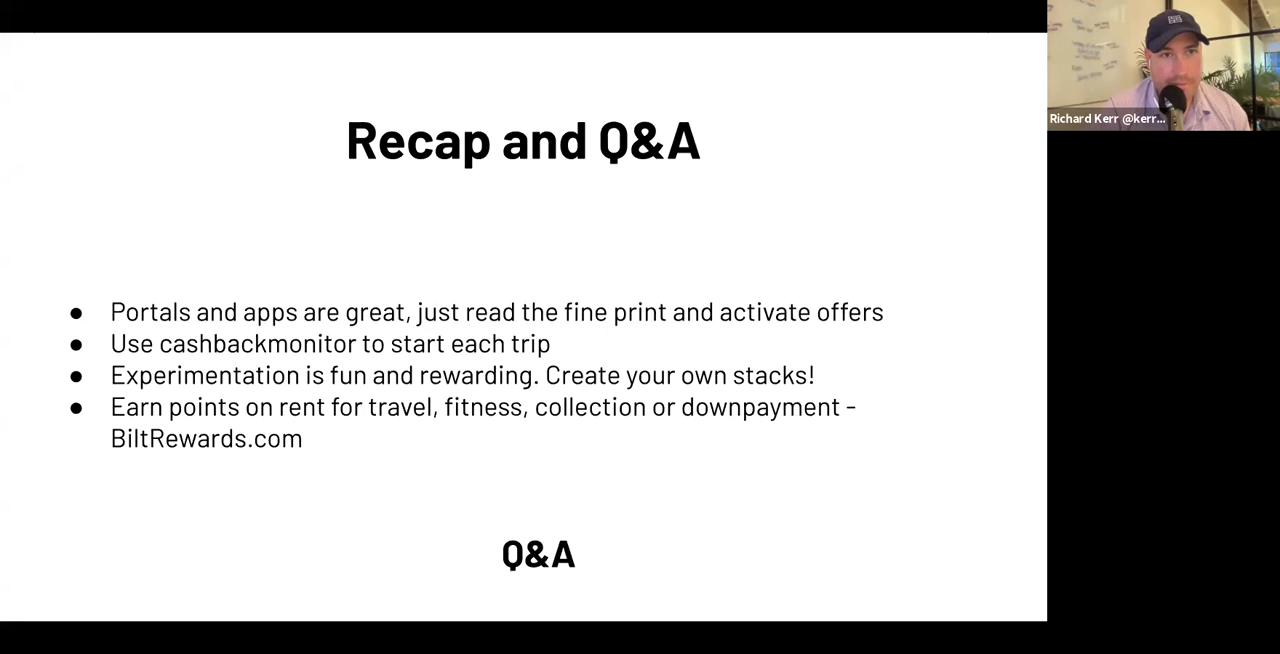 Recap and Q&A
● Portals and apps are great, just read the fine print and activate offers
● Use cashbackmonitor to start each trip
● Experimentation is fun and rewarding. Create your own stacks!
● Earn points on rent for travel, fitness, collection or downpayment -
BiltRewards.com
Q&A
Richard Kerr @kerr...